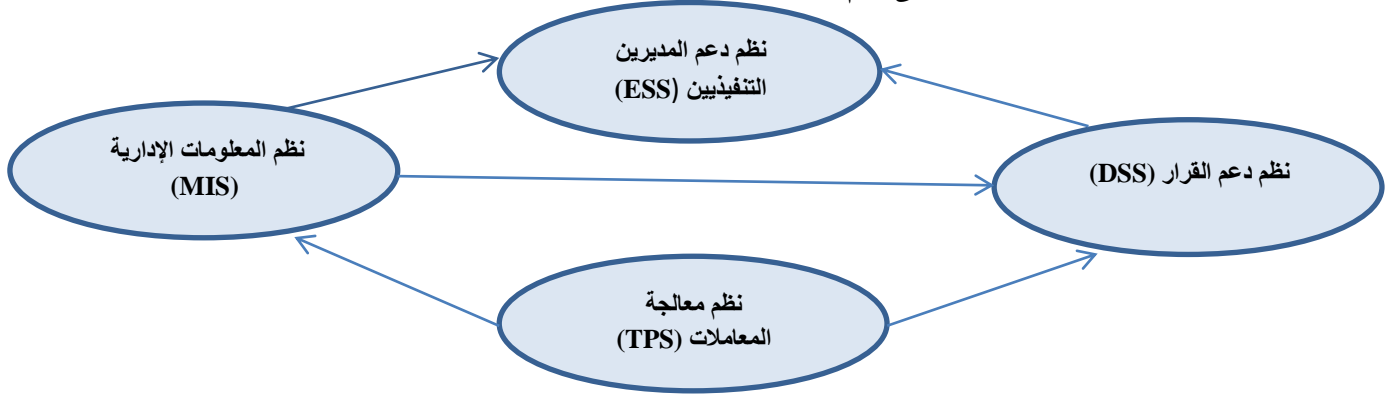 نظم دعم المديرين
التنفيذيين (ESS)
نظم المعلومات الإدارية
(MIS)
نظم دعم القرار (DSS)
نظم معالجة
المعاملات (TPS)